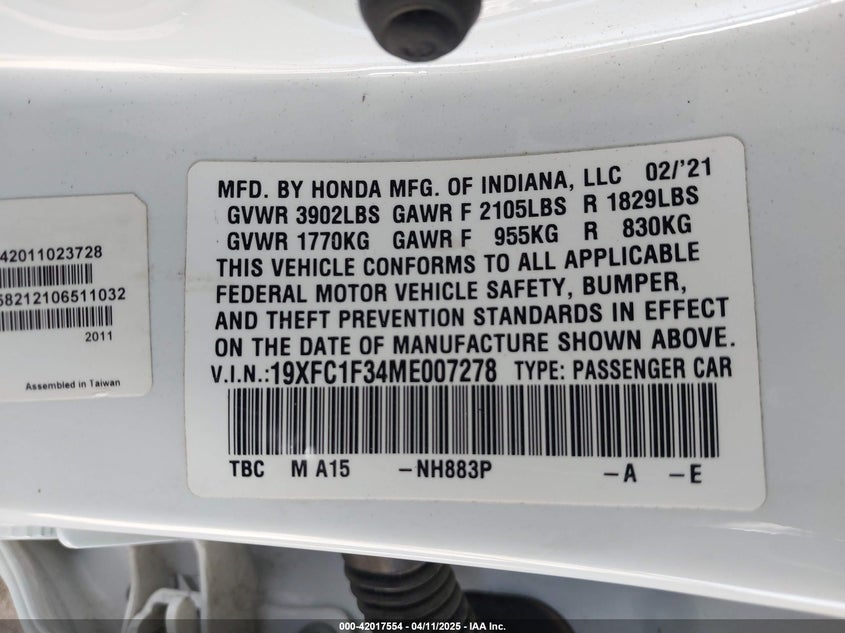 MFD. BY HONDA MFG. OF INDIANA, LLC 02/'21
GVWR 3902LBS GAWR F 2105LBS R 1829LBS
GVWR 1770KG GAWR F 955KG R 830KG
THIS VEHICLE CONFORMS TO ALL APPLICABLE
FEDERAL MOTOR VEHICLE SAFETY, BUMPER,
AND THEFT PREVENTION STANDARDS IN EFFECT
ON THE DATE OF MANUFACTURE SHOWN ABOVE.
V.I.N.:19XFC1F34ME007278 TYPE: PASSENGER CAR
TBC M A15 -NH883P -A -E
42011023728
58212106511032
2011
Assembled in Taiwan
000-42017554 / 04/11/2025 - IAA Inc.